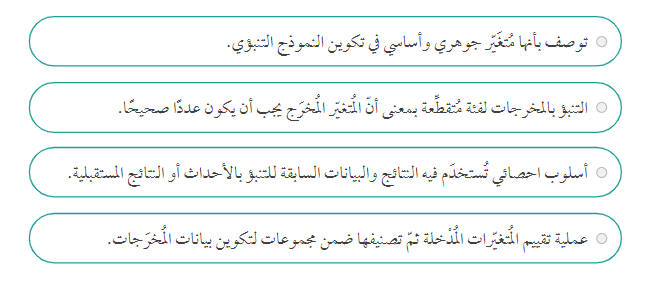 توصف بأنها مُتغَيّر جوهري وأساسي في تكوين النموذج التنبؤي.
التنبؤ بالمخرجات لفئة مُتقطِّعة بمعنى أنّ المُتغيّر المُخرَج يجب أن يكون عددًا صحيحًا.
أسلوب احصائي تُستخدَم فيه النتائج والبيانات السابقة للتنبؤ بالأحداث أو النتائج المستقبلية.
عملية تقييم المُتغيّرات المُدْخلة ثمّ تصنيفها ضمن مجموعات لتكوين بيانات المُخرَجات.